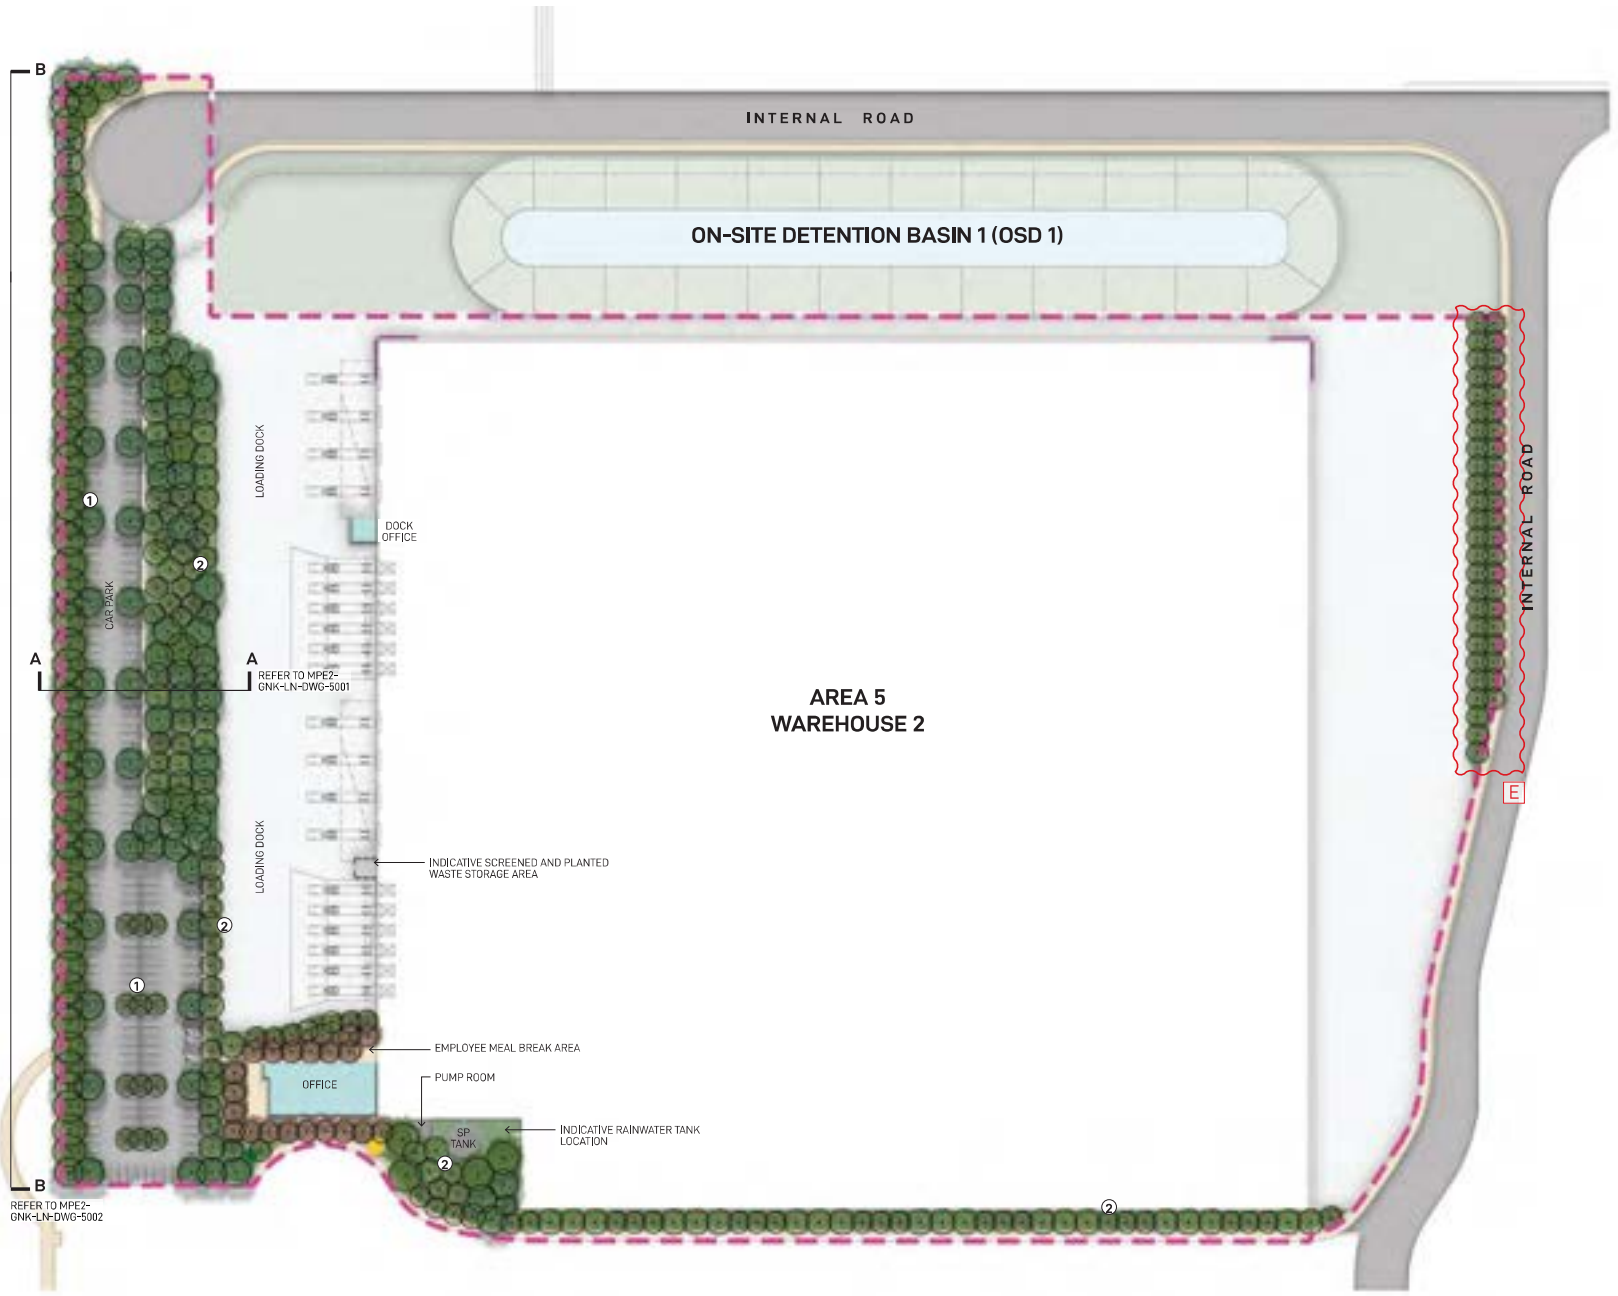 B
INTERNAL ROAD
ON-SITE DETENTION BASIN 1 (OSD 1)
LOADING DOCK
INTERNAL ROAD
1
DOCK
OFFICE
2
CAR PARK
A
A
REFER TO MPE2-
GNK-LN-DWG-5001
AREA 5
WAREHOUSE 2
E
LOADING DOCK
INDICATIVE SCREENED AND PLANTED
WASTE STORAGE AREA
2
1
EMPLOYEE MEAL BREAK AREA
OFFICE
PUMP ROOM
SP
TANK
INDICATIVE RAINWATER TANK
LOCATION
2
B
REFER TO MPE2-
GNK-LN-DWG-5002
2